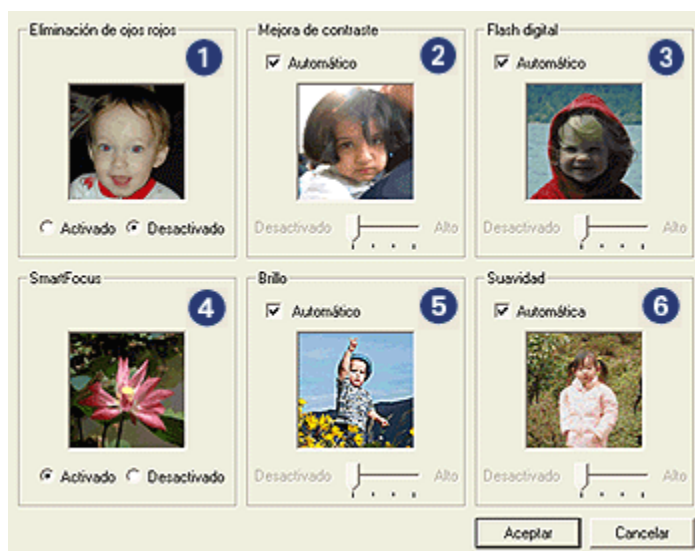 Eliminación de ojos rojos
1
Mejora de contraste
2
Automático
Flash digital
3
Automático
Activado Desactivado
Desactivado Alto
Desactivado Alto
SmartFocus
4
Brillo
5
Automático
Suavidad
6
Automática
Activado Desactivado
Desactivado Alto
Desactivado Alto
Aceptar Cancelar